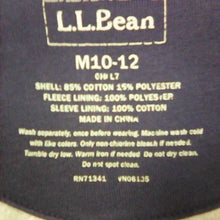 L.L.Bean
M10-12
SHELL: 85% COTTON 15% POLYESTER
FLEECE LINING: 100% POLYESTER
SLEEVE LINING: 100% COTTON
MADE IN CHINA
Wash separately, once before wearing. Machine wash cold
with like colors. Only non-chlorine bleach if needed.
Tumble dry low. Warm iron if needed. Do not dry clean.
Do not spot clean.
RN71341 VN06135